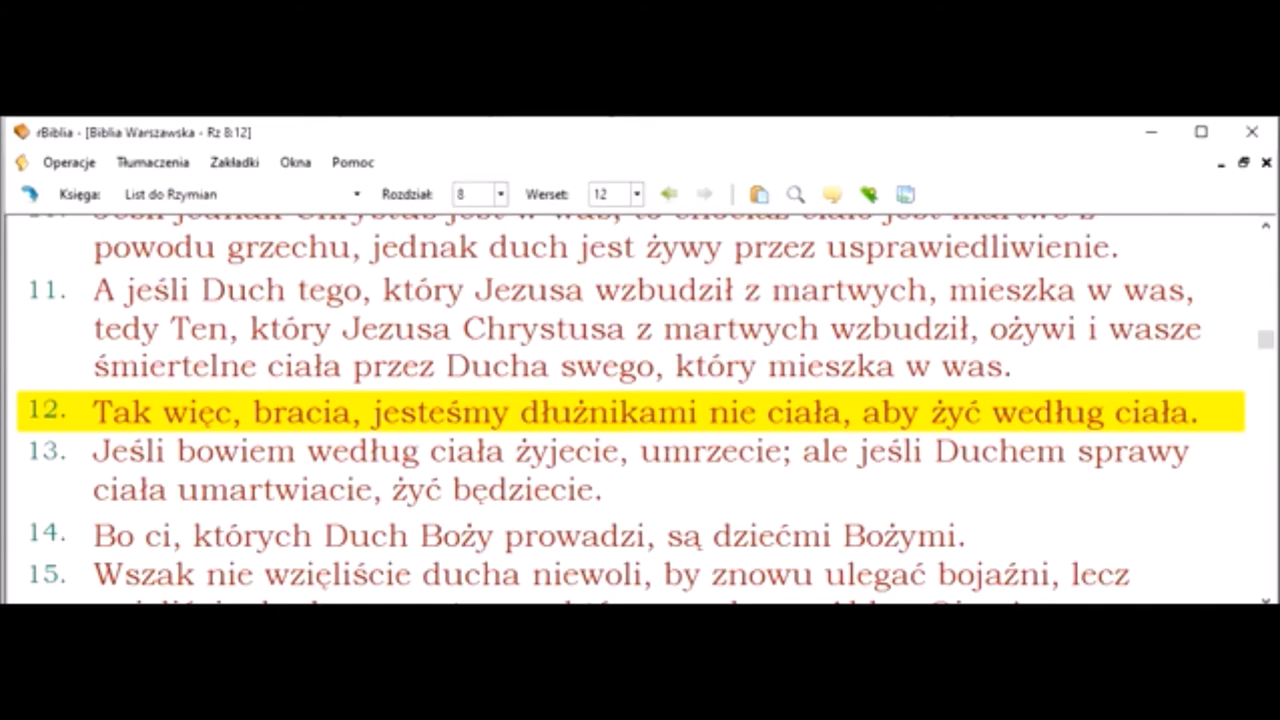 rBiblia - [Biblia Warszawska - Rz 8:12]
Operacje Tłumaczenia Zakładki Okna Pomoc
Księga: List do Rzymian Rozdział: 8 Werset: 12
powodu grzechu, jednak duch jest żywy przez usprawiedliwienie.
11. A jeśli Duch tego, który Jezusa wzbudził z martwych, mieszka w was,
tedy Ten, który Jezusa Chrystusa z martwych wzbudził, ożywi i wasze
śmiertelne ciała przez Ducha swego, który mieszka w was.
12. Tak więc, bracia, jesteśmy dłużnikami nie ciała, aby żyć według ciała.
13. Jeśli bowiem według ciała żyjecie, umrzecie; ale jeśli Duchem sprawy
ciała umartwiacie, żyć będziecie.
14. Bo ci, których Duch Boży prowadzi, są dziećmi Bożymi.
15. Wszak nie wzięliście ducha niewoli, by znowu ulegać bojaźni, lecz